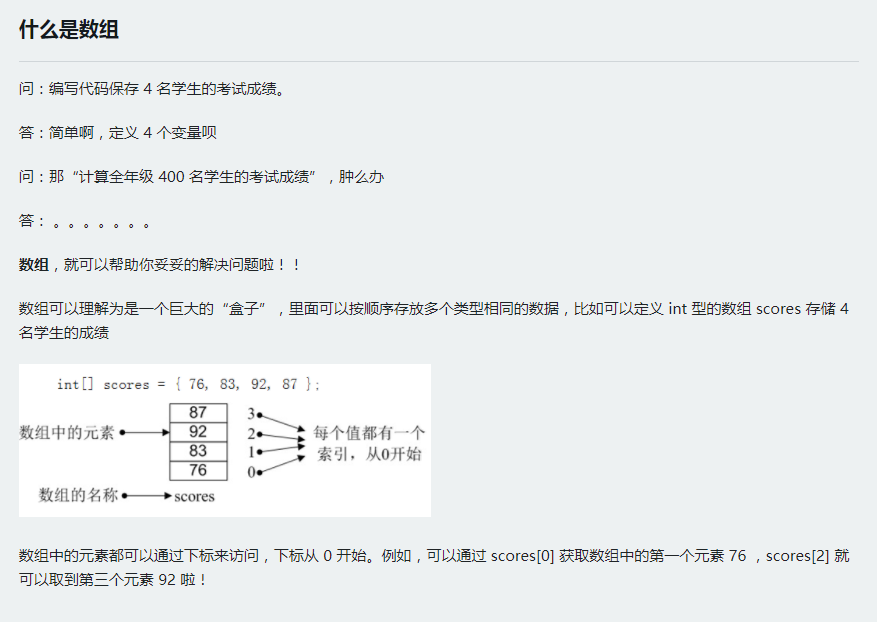 什么是数组
问：编写代码保存 4 名学生的考试成绩。
答：简单啊，定义 4 个变量呗
问：那“计算全年级 400 名学生的考试成绩”，肿么办
答：。。。。。。。
数组，就可以帮助你妥妥的解决问题啦！！
数组可以理解为是一个巨大的“盒子”，里面可以按顺序存放多个类型相同的数据，比如可以定义 int 型的数组 scores 存储 4
名学生的成绩
int[] scores = { 76, 83, 92, 87 };
87 3
数组中的元素 92 2 每个值都有一个
83 1 索引，从0开始
76 0
数组的名称 scores
数组中的元素都可以通过下标来访问，下标从 0 开始。例如，可以通过 scores[0] 获取数组中的第一个元素 76 ，scores[2] 就
可以取到第三个元素 92 啦！